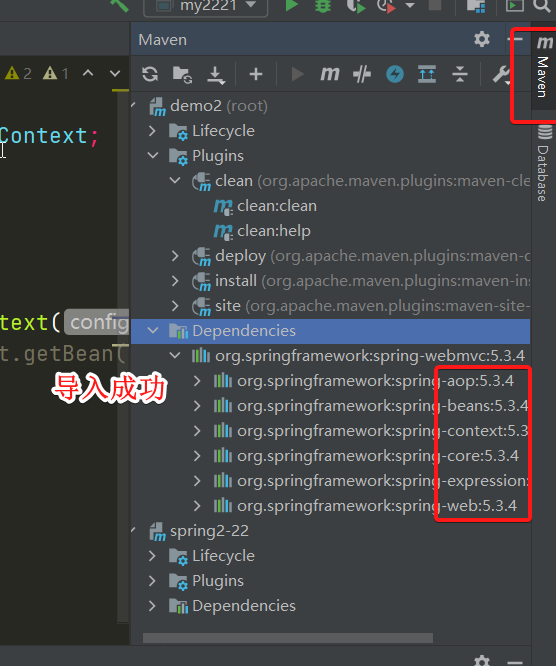 my2221
Maven
2
1
demo2 (root)
Lifecycle
Context;
Plugins
clean (org.apache.maven.plugins:maven-cle
clean:clean
clean:help
deploy (org.apache.maven.plugins:maven-d
install (org.apache.maven.plugins:maven-ins
site (org.apache.maven.plugins:maven-site-
text( config
Dependencies
t.getBean(
org.springframework:spring-webmvc:5.3.4
导入成功
org.springframework:spring-aop:5.3.4
org.springframework:spring-beans:5.3.4
org.springframework:spring-context:5.3
org.springframework:spring-core:5.3.4
org.springframework:spring-expression:
org.springframework:spring-web:5.3.4
spring2-22
Lifecycle
Plugins
Dependencies
Maven
Database